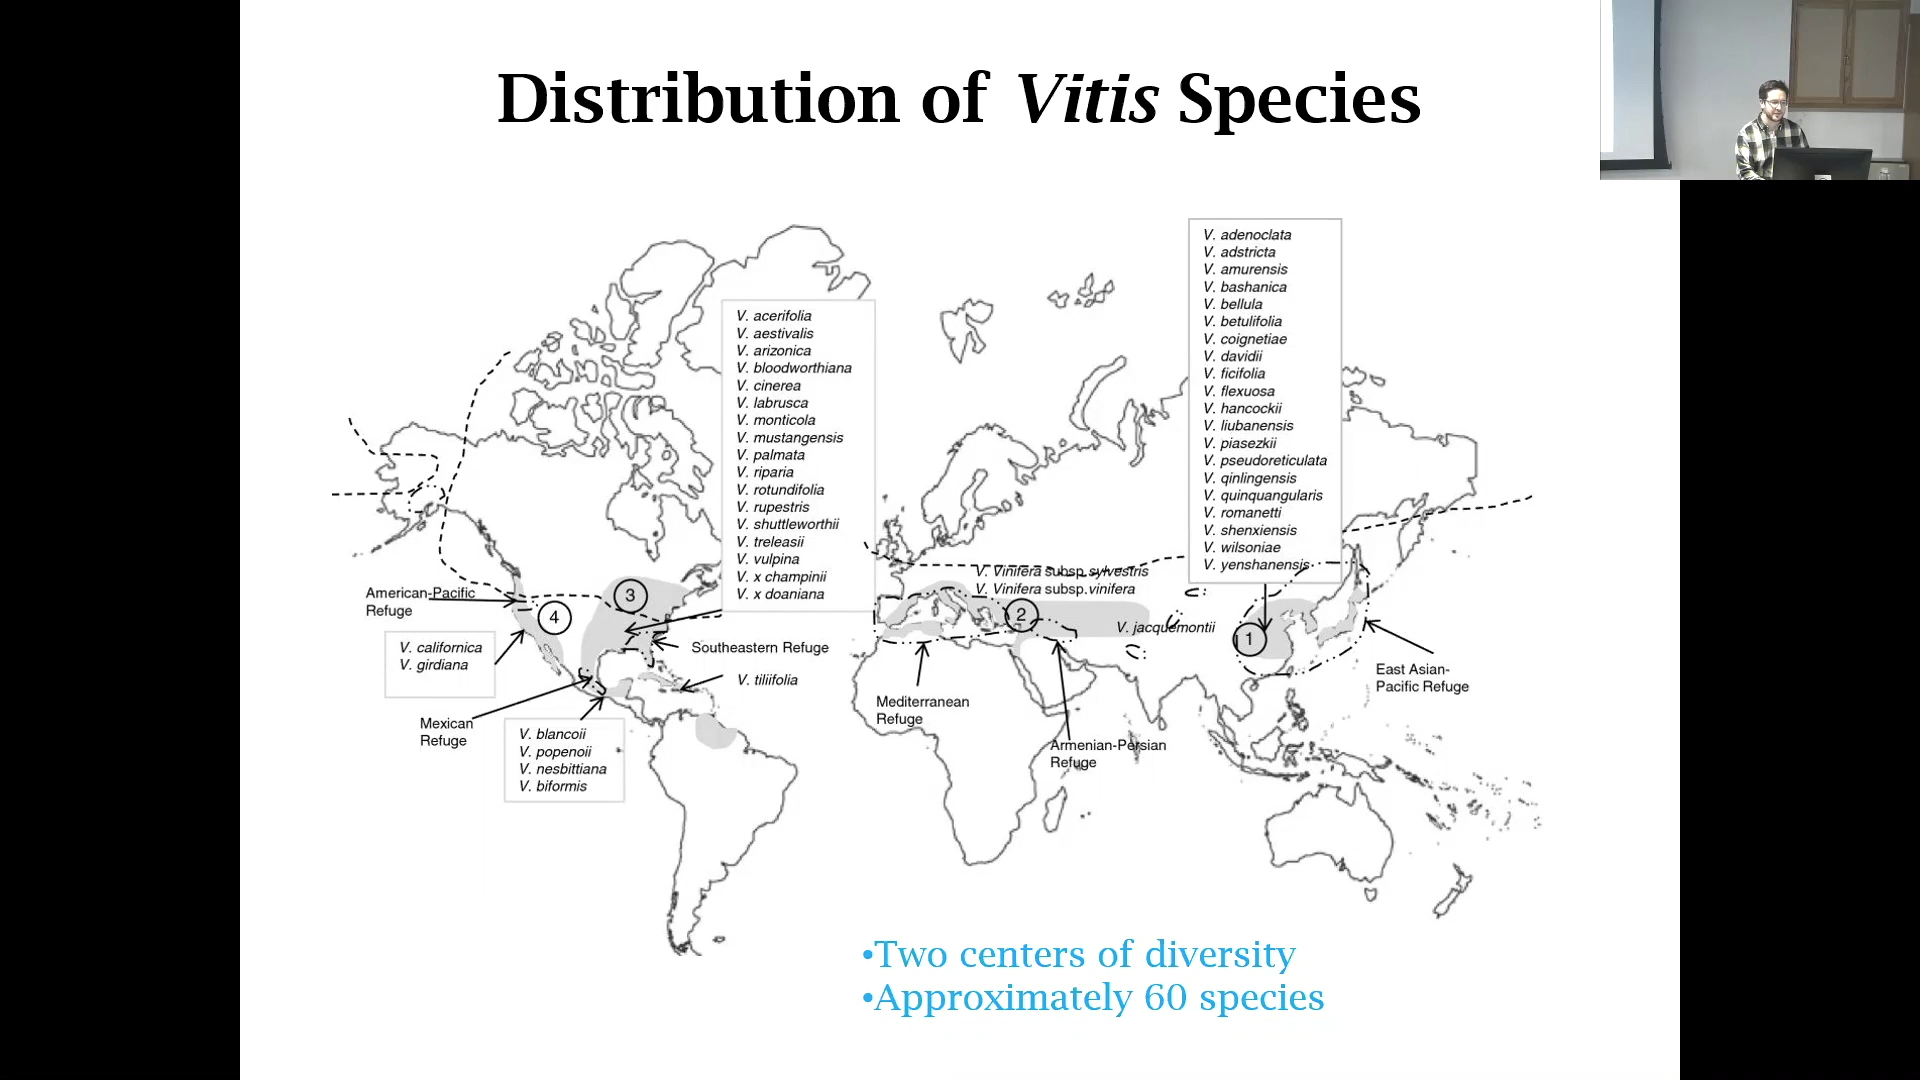 Distribution of Vitis Species
V. adenoclata
V. adstricta
V. amurensis
V. bashanica
V. bellula
V. betulifolia
V. coignetiae
V. davidii
V. ficifolia
V. flexuosa
V. hancockii
V. liubanensis
V. piasezkii
V. pseudoreticulata
V. qinlingensis
V. quinquangularis
V. romanetti
V. shenxiensis
V. wilsoniae
V. yenshanensis
V. acerifolia
V. aestivalis
V. arizonica
V. bloodworthiana
V. cinerea
V. labrusca
V. monticola
V. mustangensis
V. palmata
V. riparia
V. rotundifolia
V. rupestris
V. shuttleworthii
V. treleasii
V. vulpina
V. x champinii
V. x doaniana
V. Vinifera subsp.sylvestris
V. Vinifera subsp.vinifera
American-Pacific
Refuge
3
4
2
1
V. jacquemontii
V. californica
V. girdiana
Southeastern Refuge
V. tiliifolia
East Asian-
Pacific Refuge
Mediterranean
Refuge
Mexican
Refuge
V. blancoii
V. popenoii
V. nesbittiana
V. biformis
Armenian-Persian
Refuge
•Two centers of diversity
•Approximately 60 species